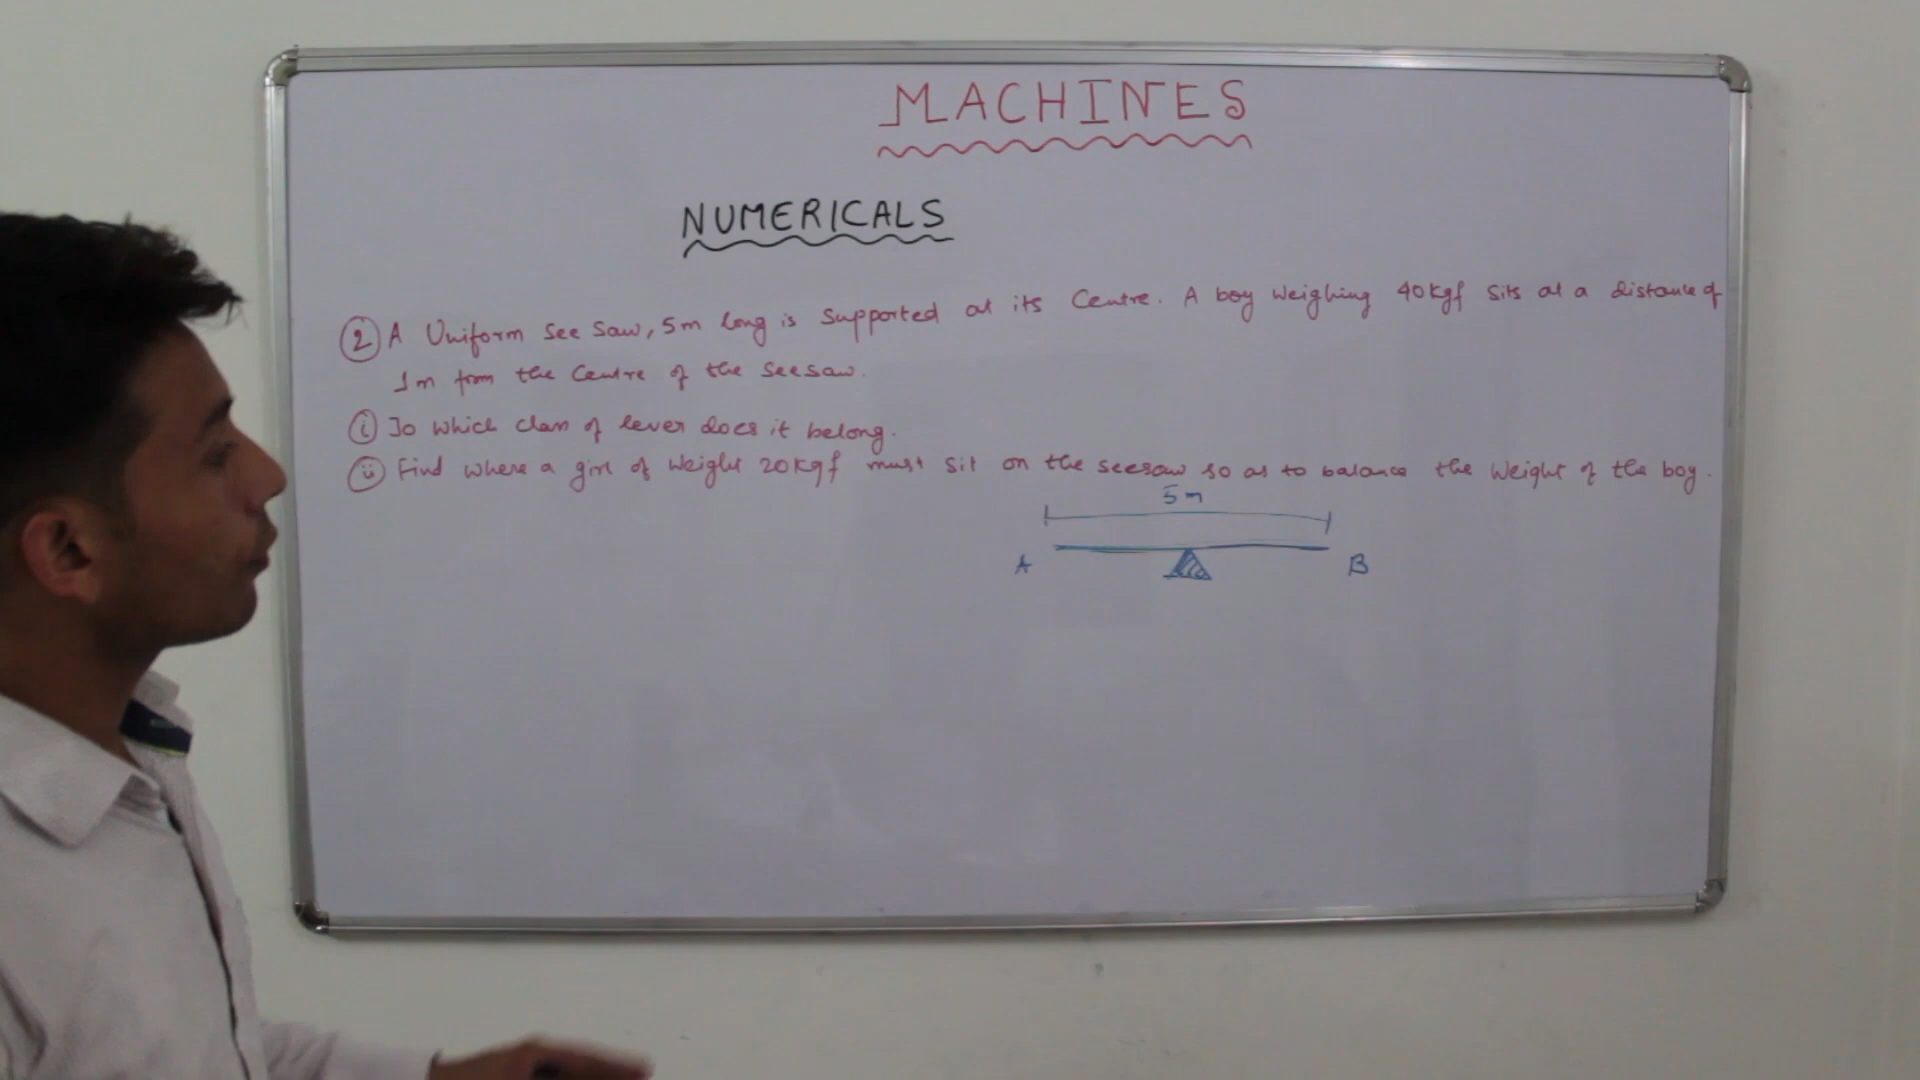 MACHINES
NUMERICALS
② A Uniform see saw, 5m long is supported at its Centre. A boy weighing 40kgf sits at a distance of
1m from the Centre of the seesaw.
ⓘ To which class of lever does it belong.
ⓘⓘ Find where a girl of weight 20kgf must sit on the seesaw so as to balance the weight of the boy.
5m
A B